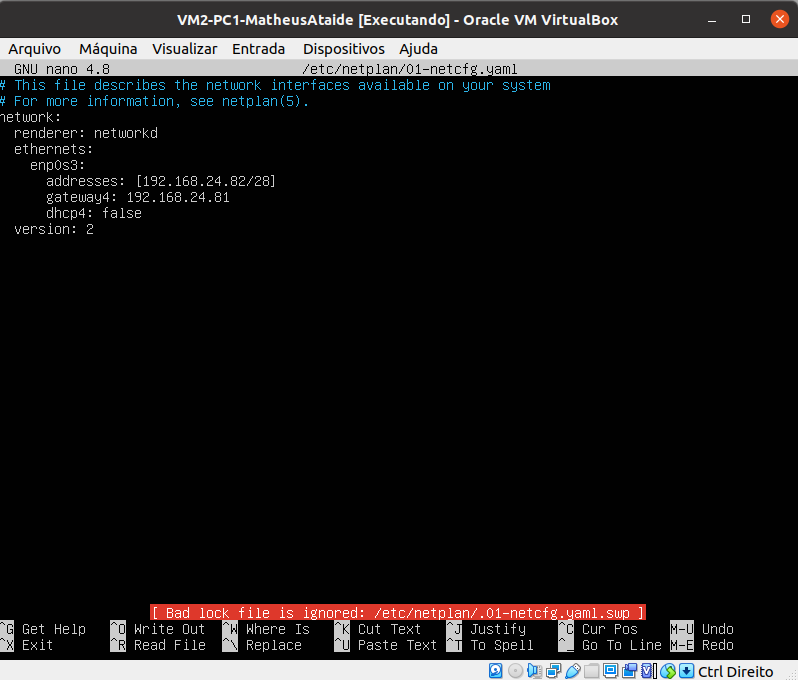 VM2-PC1-MatheusAtaide [Executando] - Oracle VM VirtualBox
Arquivo Máquina Visualizar Entrada Dispositivos Ajuda
GNU nano 4.8 /etc/netplan/01-netcfg.yaml
# This file describes the network interfaces available on your system
# For more information, see netplan(5).
network:
  renderer: networkd
  ethernets:
    enp0s3:
      addresses: [192.168.24.82/28]
      gateway4: 192.168.24.81
      dhcp4: false
  version: 2
[ Bad lock file is ignored: /etc/netplan/.01-netcfg.yaml.swp ]
^G Get Help ^O Write Out ^W Where Is ^K Cut Text ^J Justify ^C Cur Pos M-U Undo
^X Exit ^R Read File ^\ Replace ^U Paste Text ^T To Spell ^_ Go To Line M-E Redo
Ctrl Direito